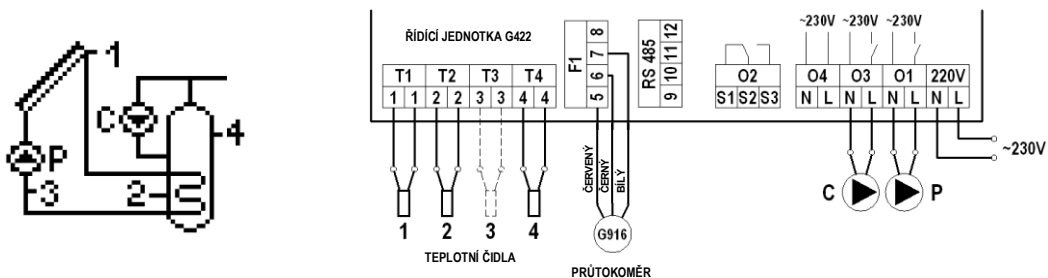 1
C
4
P
3
2
ŘÍDÍCÍ JEDNOTKA G422
T1 T2 T3 T4
1 1 2 2 3 3 4 4
1 2 3 4
TEPLOTNÍ ČIDLA
F1
8
7
6
5
ČERVENÝ
ČERNÝ
BÍLÝ
G916
PRŮTOKOMĚR
RS 485
9 10 11 12
O2
S1 S2 S3
~230V ~230V ~230V
O4 O3 O1 220V
N L N L N L N L
~230V
C P